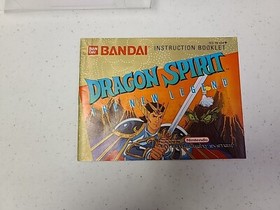 BANDAI INSTRUCTION BOOKLET
DRAGON SPIRIT
THE NEW LEGEND
Nintendo